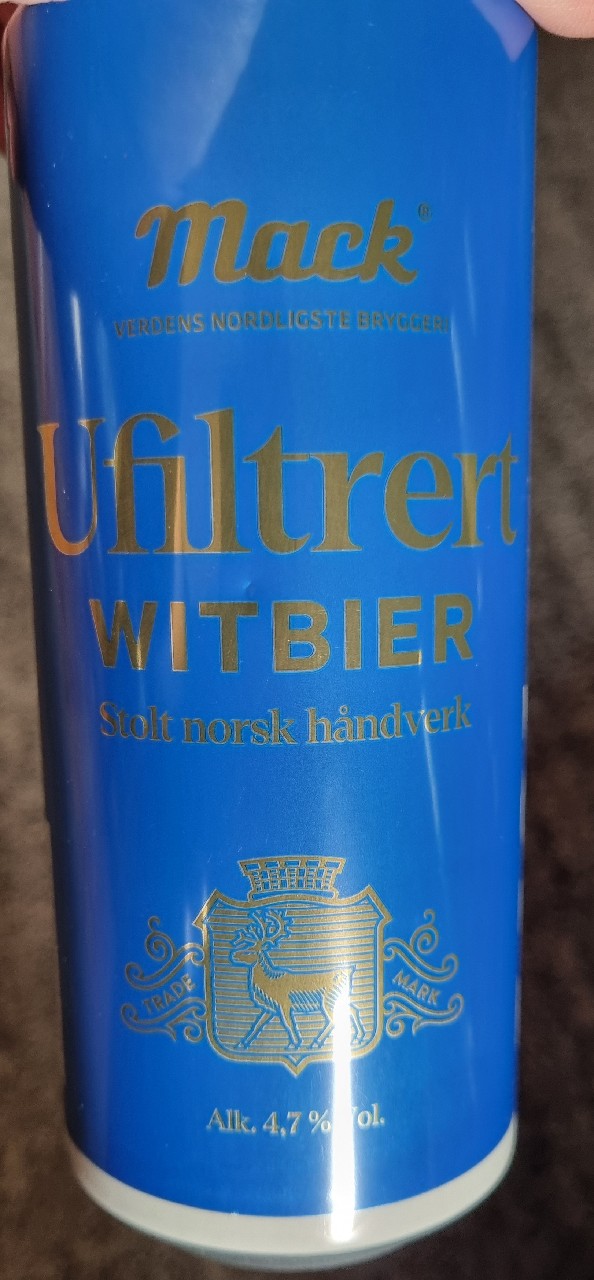 Mack®
VERDENS NORDLIGSTE BRYGGERI
Ufiltrert
WITBIER
Stolt norsk håndverk
TRADE MARK
Alk. 4,7 % Vol.